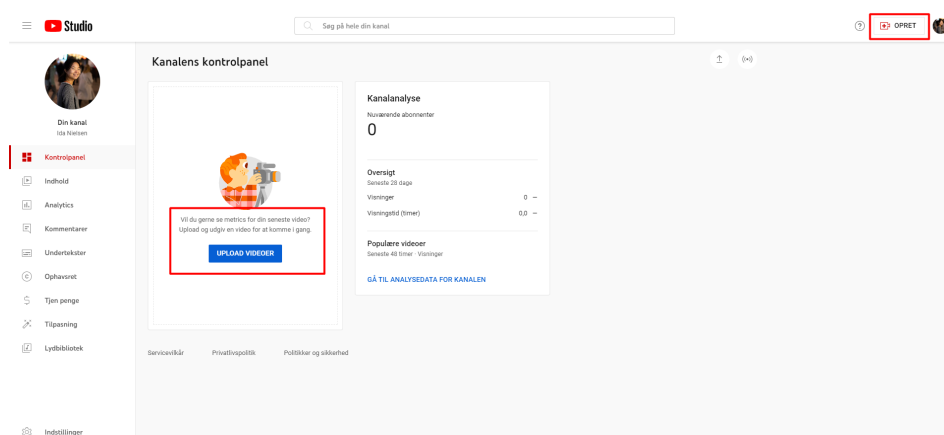 Studio
Søg på hele din kanal
OPRET
Kanalens kontrolpanel
Din kanal
Ida Nielsen
Kontrolpanel
Indhold
Analytics
Kommentarer
Undertekster
Ophavsret
Tjen penge
Tilpasning
Lydbibliotek
Indstillinger
Vil du gerne se metrics for din seneste video?
Upload og udgiv en video for at komme i gang.
UPLOAD VIDEOER
Kanalanalyse
Nuværende abonnenter
0
Oversigt
Seneste 28 dage
Visninger 0 —
Visningstid (timer) 0,0 —
Populære videoer
Seneste 48 timer · Visninger
GÅ TIL ANALYSEDATA FOR KANALEN
Servicevilkår Privatlivspolitik Politikker og sikkerhed